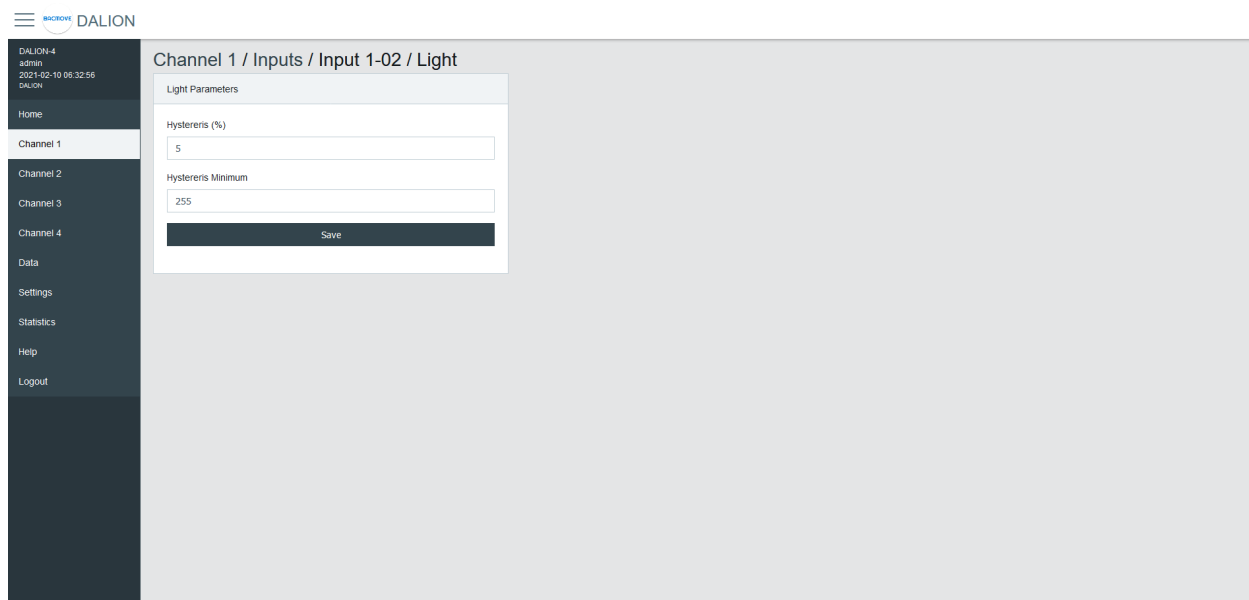 BACMOVE DALION
DALION-4
admin
2021-02-10 06:32:56
DALION
Home
Channel 1
Channel 2
Channel 3
Channel 4
Data
Settings
Statistics
Help
Logout
Channel 1 / Inputs / Input 1-02 / Light
Light Parameters
Hystereris (%)
5
Hystereris Minimum
255
Save